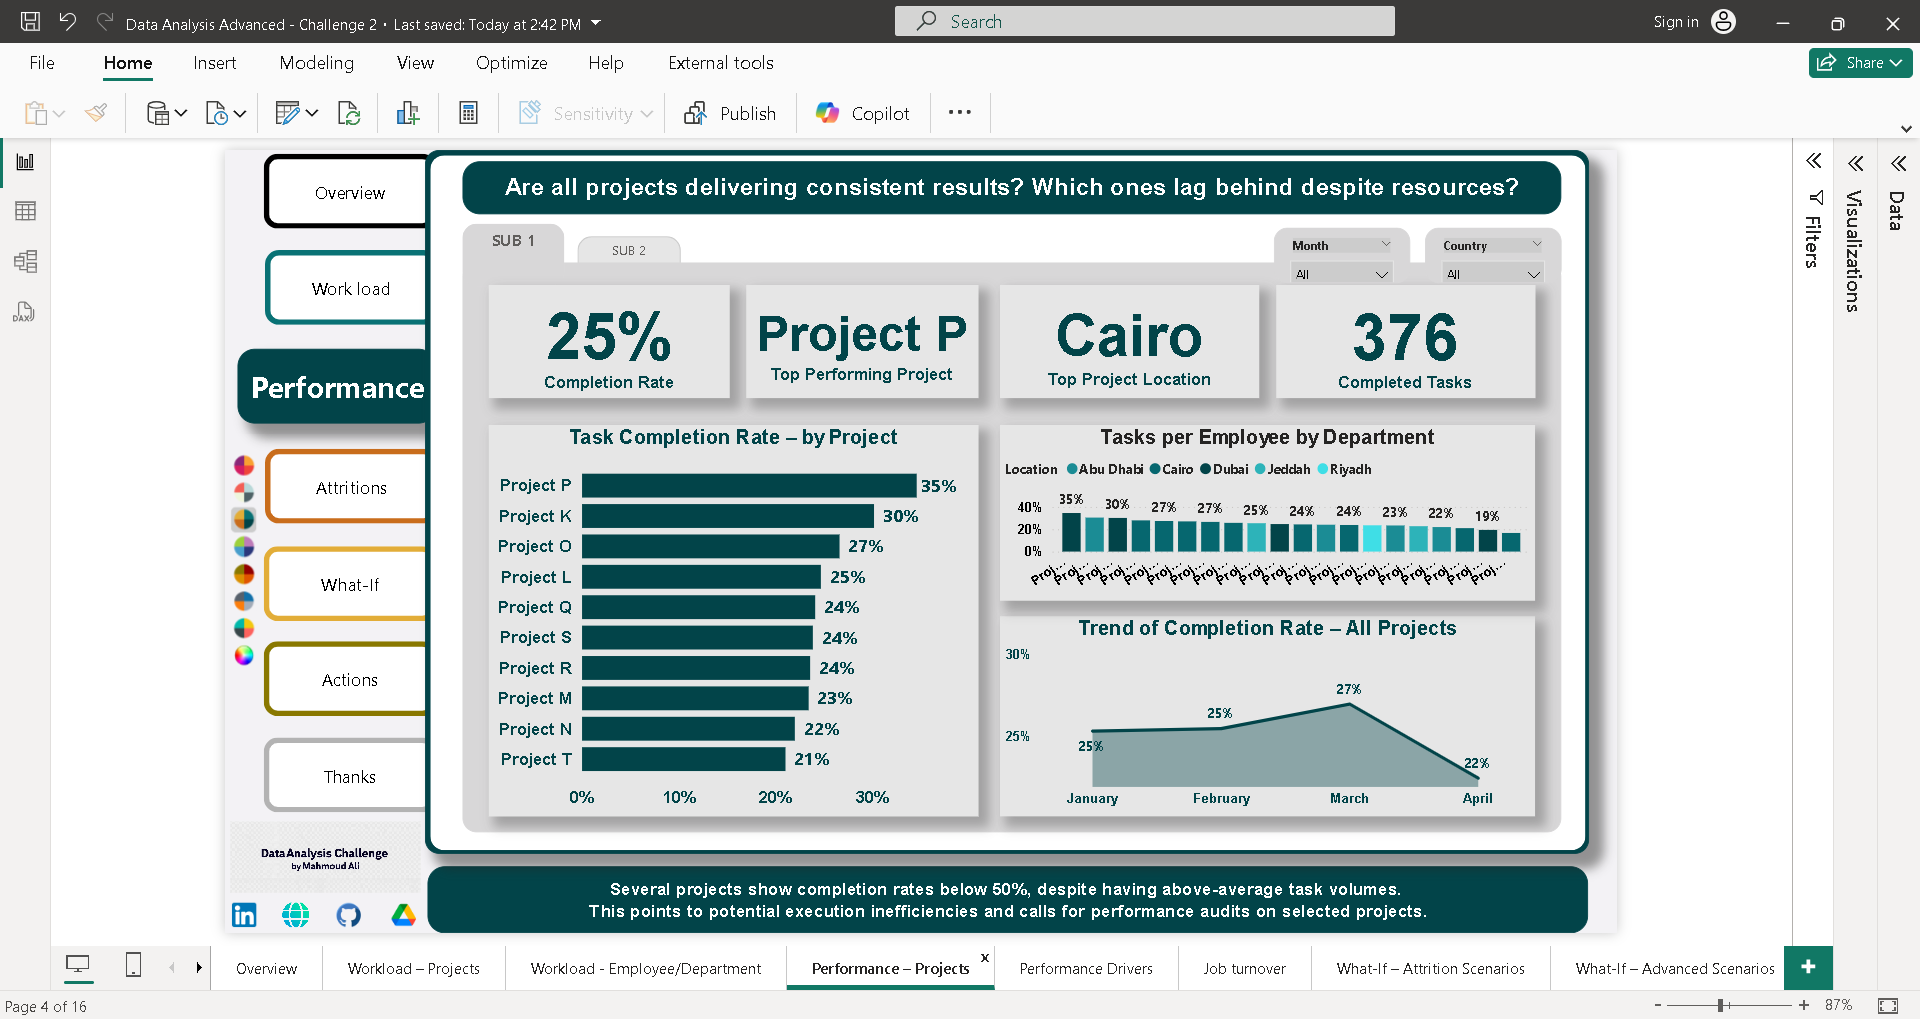 Data Analysis Advanced - Challenge 2 • Last saved: Today at 2:42 PM
Search
Sign in
File
Home
Insert
Modeling
View
Optimize
Help
External tools
Share
Sensitivity
Publish
Copilot
Overview
Work load
Performance
Attritions
What-If
Actions
Thanks
Data Analysis Challenge
by Mahmoud Ali
Are all projects delivering consistent results? Which ones lag behind despite resources?
SUB 1
SUB 2
Month
All
Country
All
25%
Completion Rate
Project P
Top Performing Project
Cairo
Top Project Location
376
Completed Tasks
Task Completion Rate – by Project
Project P 35%
Project K 30%
Project O 27%
Project L 25%
Project Q 24%
Project S 24%
Project R 24%
Project M 23%
Project N 22%
Project T 21%
0% 10% 20% 30%
Tasks per Employee by Department
Location Abu Dhabi Cairo Dubai Jeddah Riyadh
40%
20%
0%
35% 30% 27% 27% 25% 24% 24% 23% 22% 19%
Proj... Proj... Proj... Proj... Proj... Proj... Proj... Proj... Proj... Proj... Proj... Proj... Proj... Proj... Proj... Proj... Proj... Proj... Proj... Proj...
Trend of Completion Rate – All Projects
30%
25%
25% 25% 27% 22%
January February March April
Several projects show completion rates below 50%, despite having above-average task volumes.
This points to potential execution inefficiencies and calls for performance audits on selected projects.
Filters
Visualizations
Data
DAX
Overview
Workload – Projects
Workload - Employee/Department
Performance – Projects
x
Performance Drivers
Job turnover
What-If – Attrition Scenarios
What-If – Advanced Scenarios
+
Page 4 of 16
- + 87%